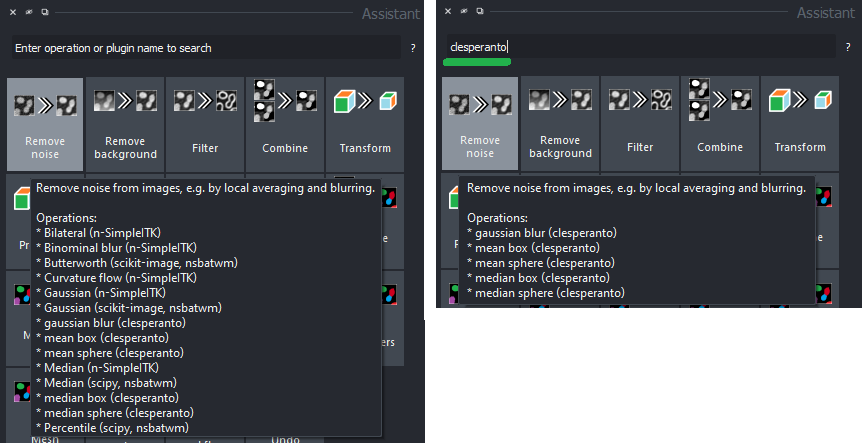 Assistant
Enter operation or plugin name to search
?
Remove noise
Remove background
Filter
Combine
Transform
Remove noise from images, e.g. by local averaging and blurring.
Operations:
* Bilateral (n-SimpleITK)
* Binominal blur (n-SimpleITK)
* Butterworth (scikit-image, nsbatwm)
* Curvature flow (n-SimpleITK)
* Gaussian (n-SimpleITK)
* Gaussian (scikit-image, nsbatwm)
* gaussian blur (clesperanto)
* mean box (clesperanto)
* mean sphere (clesperanto)
* Median (n-SimpleITK)
* Median (scipy, nsbatwm)
* median box (clesperanto)
* median sphere (clesperanto)
* Percentile (scipy, nsbatwm)
Mesh
Undo
Assistant
clesperanto
?
Remove noise
Remove background
Filter
Combine
Transform
Remove noise from images, e.g. by local averaging and blurring.
Operations:
* gaussian blur (clesperanto)
* mean box (clesperanto)
* mean sphere (clesperanto)
* median box (clesperanto)
* median sphere (clesperanto)